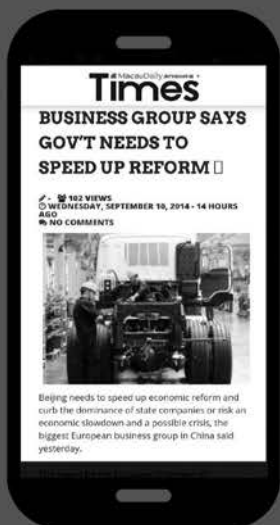 MacauDaily
Times
BUSINESS GROUP SAYS
GOV'T NEEDS TO
SPEED UP REFORM
- 102 VIEWS
WEDNESDAY, SEPTEMBER 10, 2014 - 14 HOURS
AGO
NO COMMENTS
Beijing needs to speed up economic reform and
curb the dominance of state companies or risk an
economic slowdown and a possible crisis, the
biggest European business group in China said
yesterday.